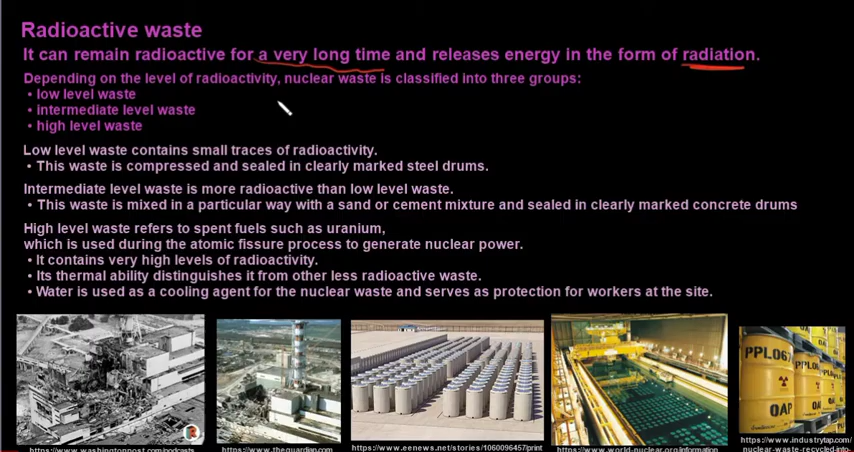 Radioactive waste
It can remain radioactive for a very long time and releases energy in the form of radiation.
Depending on the level of radioactivity, nuclear waste is classified into three groups:
• low level waste
• intermediate level waste
• high level waste
Low level waste contains small traces of radioactivity.
• This waste is compressed and sealed in clearly marked steel drums.
Intermediate level waste is more radioactive than low level waste.
• This waste is mixed in a particular way with a sand or cement mixture and sealed in clearly marked concrete drums
High level waste refers to spent fuels such as uranium,
which is used during the atomic fissure process to generate nuclear power.
• It contains very high levels of radioactivity.
• Its thermal ability distinguishes it from other less radioactive waste.
• Water is used as a cooling agent for the nuclear waste and serves as protection for workers at the site.
PPL067
QAP
https://www.washingtonpost.com/podcasts
https://www.theguardian.com
https://www.eenews.net/stories/1060096457/print
https://www.world-nuclear.org/information
https://www.industrytap.com/
nuclear-waste-recycled-into-